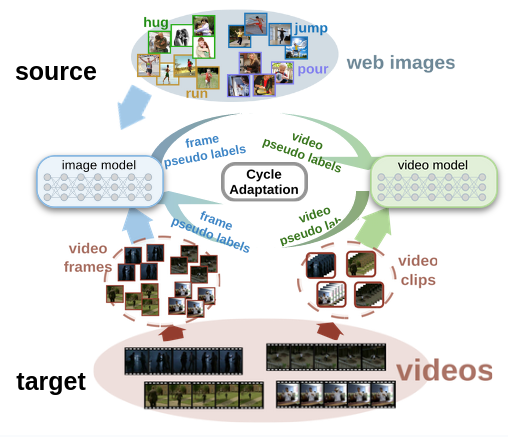 hug
jump
source
web images
pour
run
frame
pseudo labels
video
pseudo labels
image model
video model
Cycle
Adaptation
frame
pseudo labels
video
pseudo lab
video
frames
video
clips
target
videos